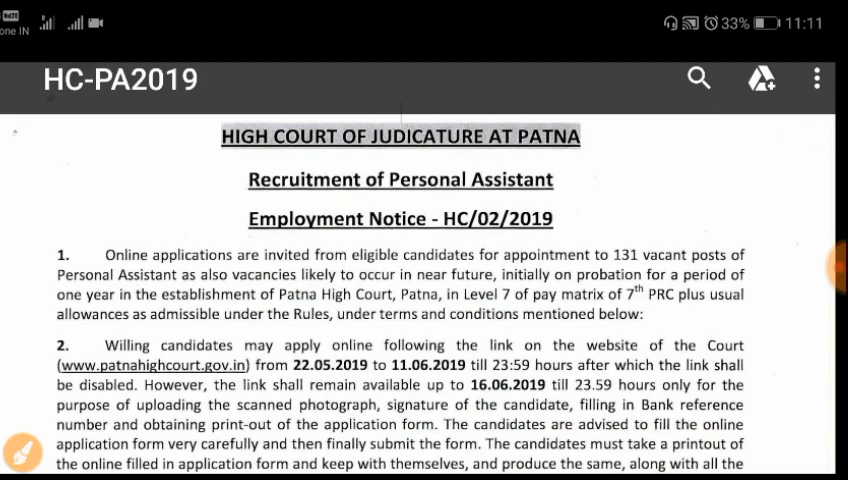 VoLTE
one IN
33% 11:11
HC-PA2019
HIGH COURT OF JUDICATURE AT PATNA
Recruitment of Personal Assistant
Employment Notice - HC/02/2019
1. Online applications are invited from eligible candidates for appointment to 131 vacant posts of
Personal Assistant as also vacancies likely to occur in near future, initially on probation for a period of
one year in the establishment of Patna High Court, Patna, in Level 7 of pay matrix of 7th PRC plus usual
allowances as admissible under the Rules, under terms and conditions mentioned below:
2. Willing candidates may apply online following the link on the website of the Court
(www.patnahighcourt.gov.in) from 22.05.2019 to 11.06.2019 till 23:59 hours after which the link shall
be disabled. However, the link shall remain available up to 16.06.2019 till 23.59 hours only for the
purpose of uploading the scanned photograph, signature of the candidate, filling in Bank reference
number and obtaining print-out of the application form. The candidates are advised to fill the online
application form very carefully and then finally submit the form. The candidates must take a printout of
the online filled in application form and keep with themselves, and produce the same, along with all the